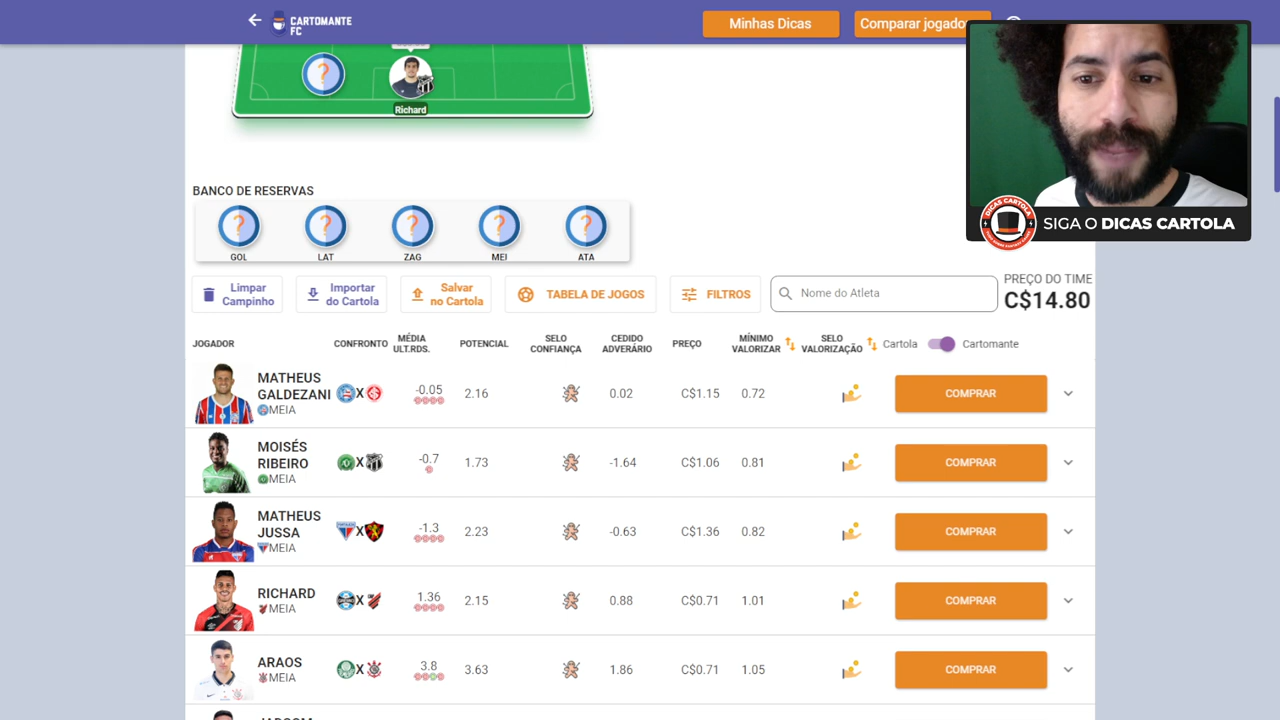 CARTOMANTE
FC
Minhas Dicas
Comparar jogado
Richard
SIGA O DICAS CARTOLA
DICAS CARTOLA
BANCO DE RESERVAS
GOL
LAT
ZAG
MEI
ATA
Limpar
Campinho
Importar
do Cartola
Salvar
no Cartola
TABELA DE JOGOS
FILTROS
Nome do Atleta
PREÇO DO TIME
C$14.80
JOGADOR
CONFRONTO
MÉDIA
ULT.RDS.
POTENCIAL
SELO
CONFIANÇA
CEDIDO
ADVERÁRIO
PREÇO
MÍNIMO
VALORIZAR
SELO
VALORIZAÇÃO
Cartola
Cartomante
MATHEUS
GALDEZANI
MEIA
X
-0.05
2.16
0.02
C$1.15
0.72
COMPRAR
MOISÉS
RIBEIRO
MEIA
X
-0.7
1.73
-1.64
C$1.06
0.81
COMPRAR
MATHEUS
JUSSA
MEIA
X
-1.3
2.23
-0.63
C$1.36
0.82
COMPRAR
RICHARD
MEIA
X
1.36
2.15
0.88
C$0.71
1.01
COMPRAR
ARAOS
MEIA
X
3.8
3.63
1.86
C$0.71
1.05
COMPRAR